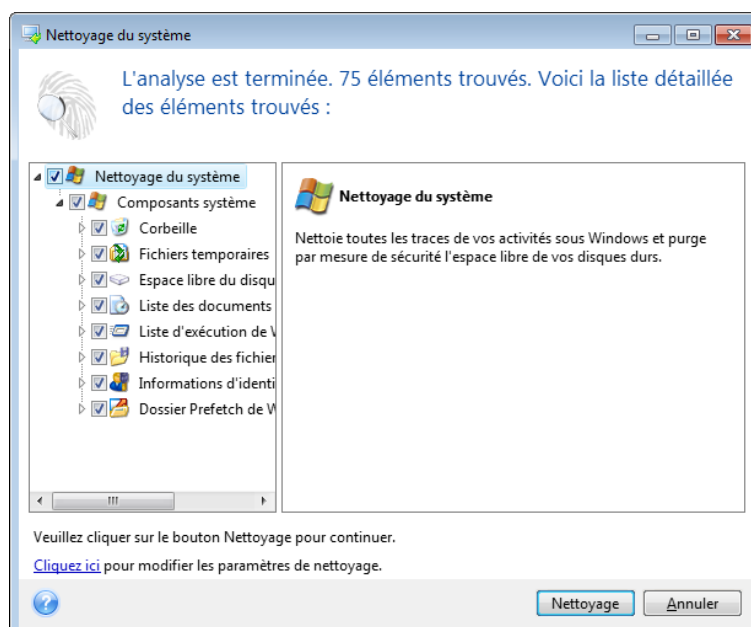 Nettoyage du système
L'analyse est terminée. 75 éléments trouvés. Voici la liste détaillée
des éléments trouvés :
Nettoyage du système
Composants système
Corbeille
Fichiers temporaires
Espace libre du disqu
Liste des documents
Liste d'exécution de
Historique des fichier
Informations d'identi
Dossier Prefetch de
Nettoyage du système
Nettoie toutes les traces de vos activités sous Windows et purge
par mesure de sécurité l'espace libre de vos disques durs.
Veuillez cliquer sur le bouton Nettoyage pour continuer.
Cliquez ici pour modifier les paramètres de nettoyage.
Nettoyage
Annuler